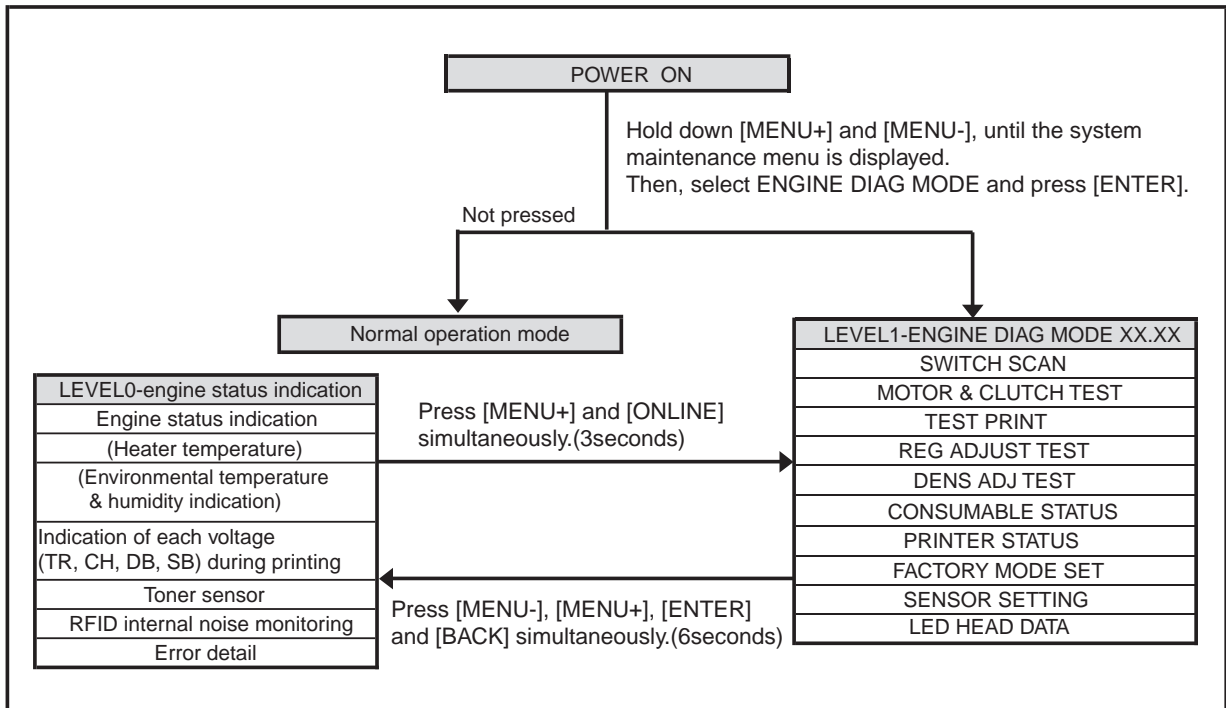 POWER ON
Hold down [MENU+] and [MENU-], until the system
maintenance menu is displayed.
Then, select ENGINE DIAG MODE and press [ENTER].
Not pressed
Normal operation mode
LEVEL0-engine status indication
Engine status indication
(Heater temperature)
(Environmental temperature
& humidity indication)
Indication of each voltage
(TR, CH, DB, SB) during printing
Toner sensor
RFID internal noise monitoring
Error detail
Press [MENU+] and [ONLINE]
simultaneously.(3seconds)
Press [MENU-], [MENU+], [ENTER]
and [BACK] simultaneously.(6seconds)
LEVEL1-ENGINE DIAG MODE XX.XX
SWITCH SCAN
MOTOR & CLUTCH TEST
TEST PRINT
REG ADJUST TEST
DENS ADJ TEST
CONSUMABLE STATUS
PRINTER STATUS
FACTORY MODE SET
SENSOR SETTING
LED HEAD DATA